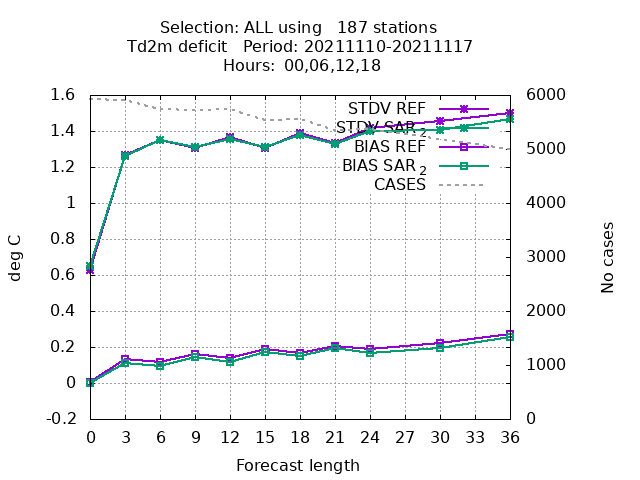 Selection: ALL using   187 stations
Td2m deficit   Period: 20211110-20211117
Hours: 00,06,12,18
1.6
1.4
1.2
1
0.8
0.6
0.4
0.2
0
-0.2
deg C
STDV REF
STDV SAR 2
BIAS REF
BIAS SAR 2
CASES
6000
5000
4000
3000
2000
1000
0
No cases
0 3 6 9 12 15 18 21 24 27 30 33 36
Forecast length